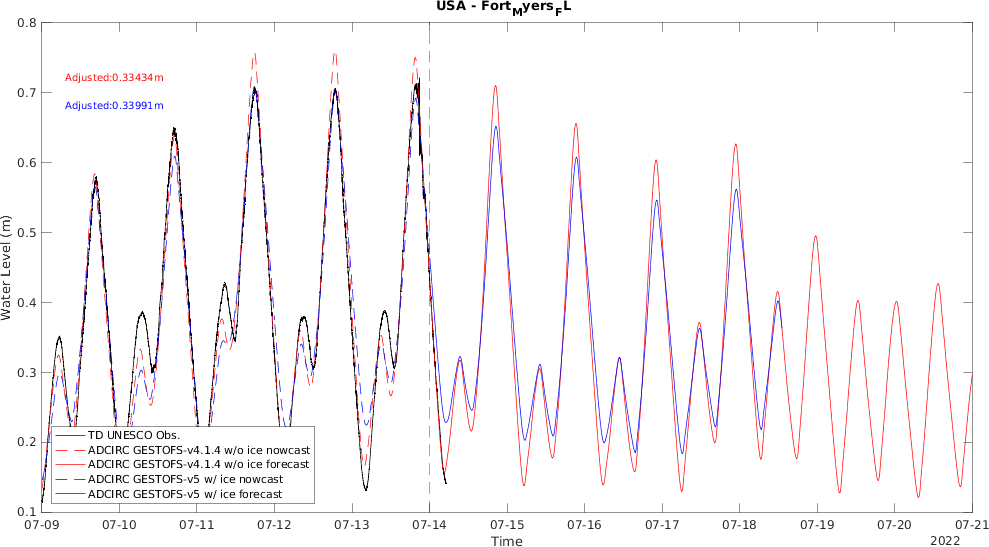 USA - FortMyersFL
Adjusted:0.33434m
Adjusted:0.33991m
Water Level (m)
0.8
0.7
0.6
0.5
0.4
0.3
0.2
0.1
TD UNESCO Obs.
ADCIRC GESTOFS-v4.1.4 w/o ice nowcast
ADCIRC GESTOFS-v4.1.4 w/o ice forecast
ADCIRC GESTOFS-v5 w/ ice nowcast
ADCIRC GESTOFS-v5 w/ ice forecast
07-09 07-10 07-11 07-12 07-13 07-14 07-15 07-16 07-17 07-18 07-19 07-20 07-21
Time
2022